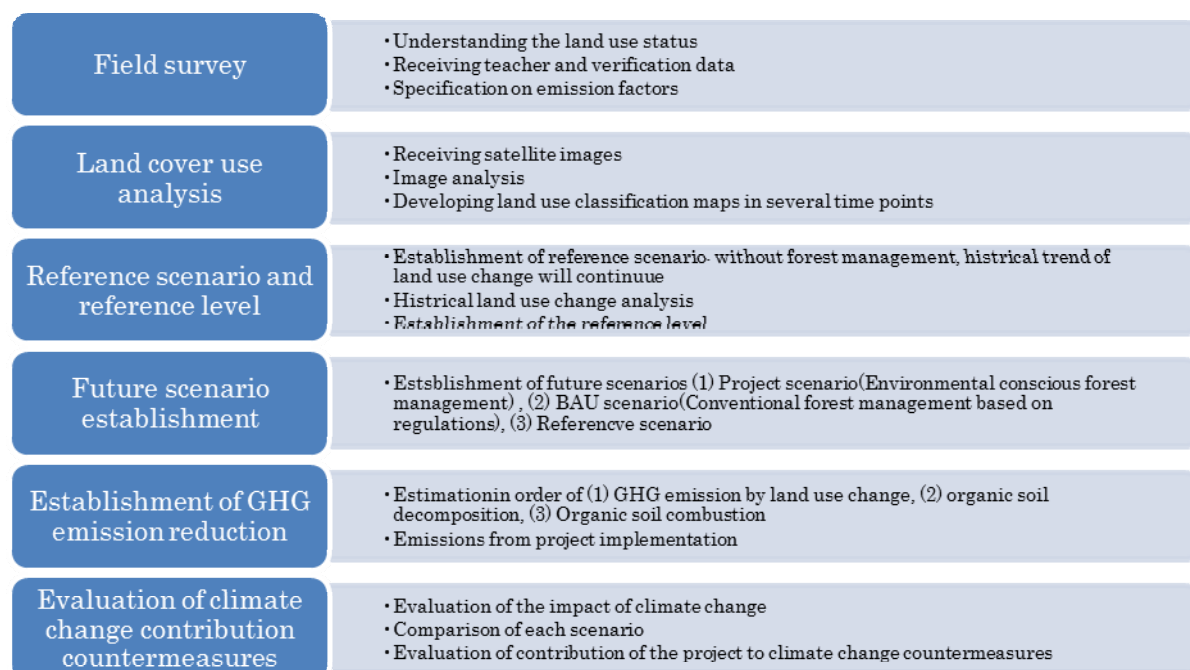 Field survey
•Understanding the land use status
•Receiving teacher and verification data
•Specification on emission factors
Land cover use
analysis
•Receiving satellite images
•Image analysis
•Developing land use classification maps in several time points
Reference scenario and
reference level
•Establishment of reference scenario- without forest management, histrical trend of
land use change will continuue
•Histrical land use change analysis
•Establishment of the reference level
Future scenario
establishment
•Estsblishment of future scenarios (1) Project scenario(Environmental conscious forest
management) , (2) BAU scenario(Conventional forest management based on
regulations), (3) Referencve scenario
Establishment of GHG
emission reduction
•Estimationin order of (1) GHG emission by land use change, (2) organic soil
decomposition, (3) Organic soil combustion
•Emissions from project implementation
Evaluation of climate
change contribution
countermeasures
•Evaluation of the impact of climate change
•Comparison of each scenario
•Evaluation of contribution of the project to climate change countermeasures